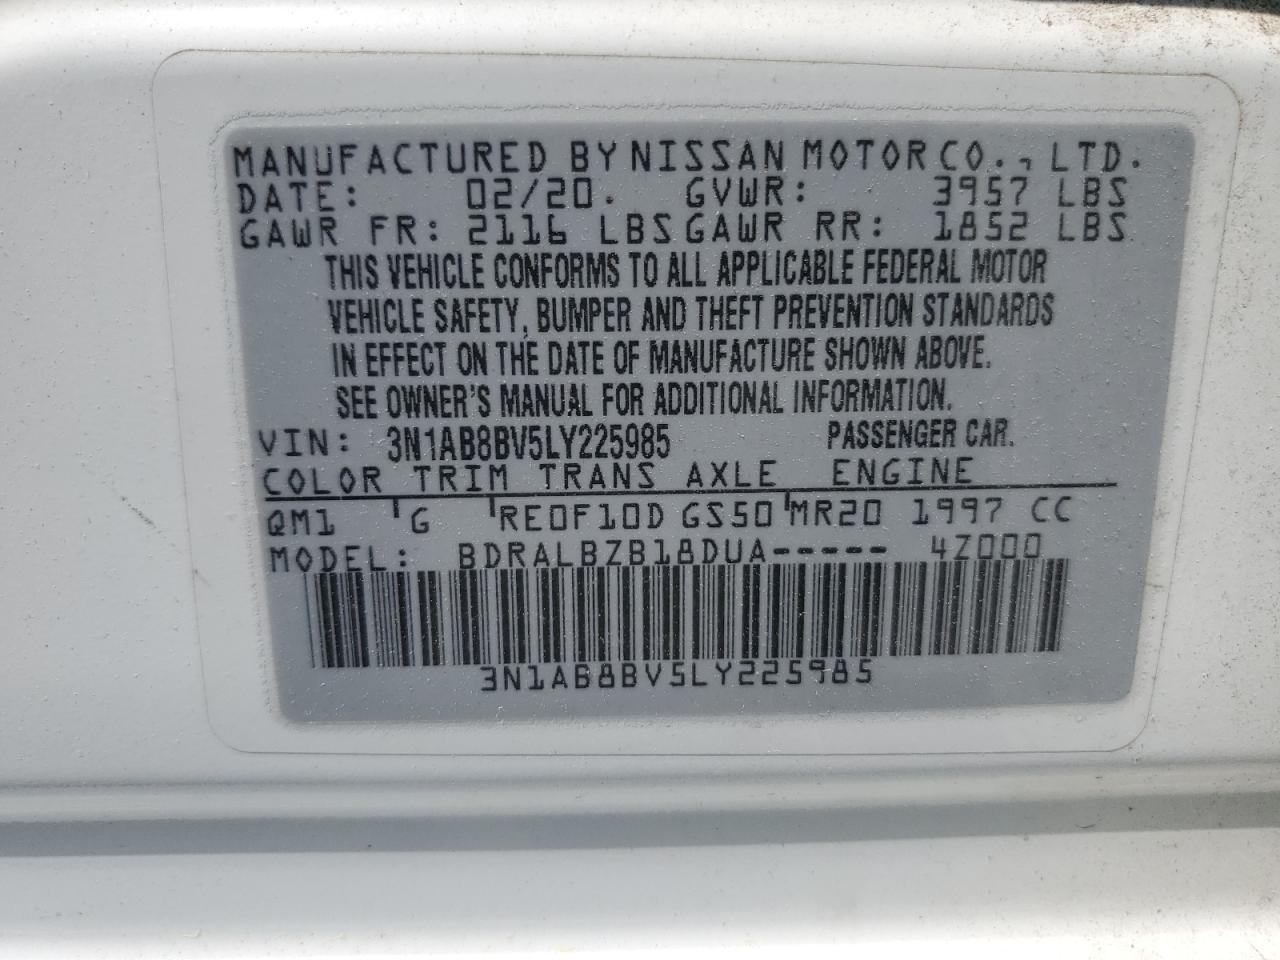 MANUFACTURED BY NISSAN MOTOR CO., LTD.
DATE: 02/20. GVWR: 3957 LBS
GAWR FR: 2116 LBS GAWR RR: 1852 LBS
THIS VEHICLE CONFORMS TO ALL APPLICABLE FEDERAL MOTOR
VEHICLE SAFETY, BUMPER AND THEFT PREVENTION STANDARDS
IN EFFECT ON THE DATE OF MANUFACTURE SHOWN ABOVE.
SEE OWNER'S MANUAL FOR ADDITIONAL INFORMATION.
VIN: 3N1AB8BV5LY225985 PASSENGER CAR.
COLOR TRIM TRANS AXLE ENGINE
QM1 G RE0F10D GS50 MR20 1997 CC
MODEL: BDRALBZB18DUA----- 4Z000
3N1AB8BV5LY225985